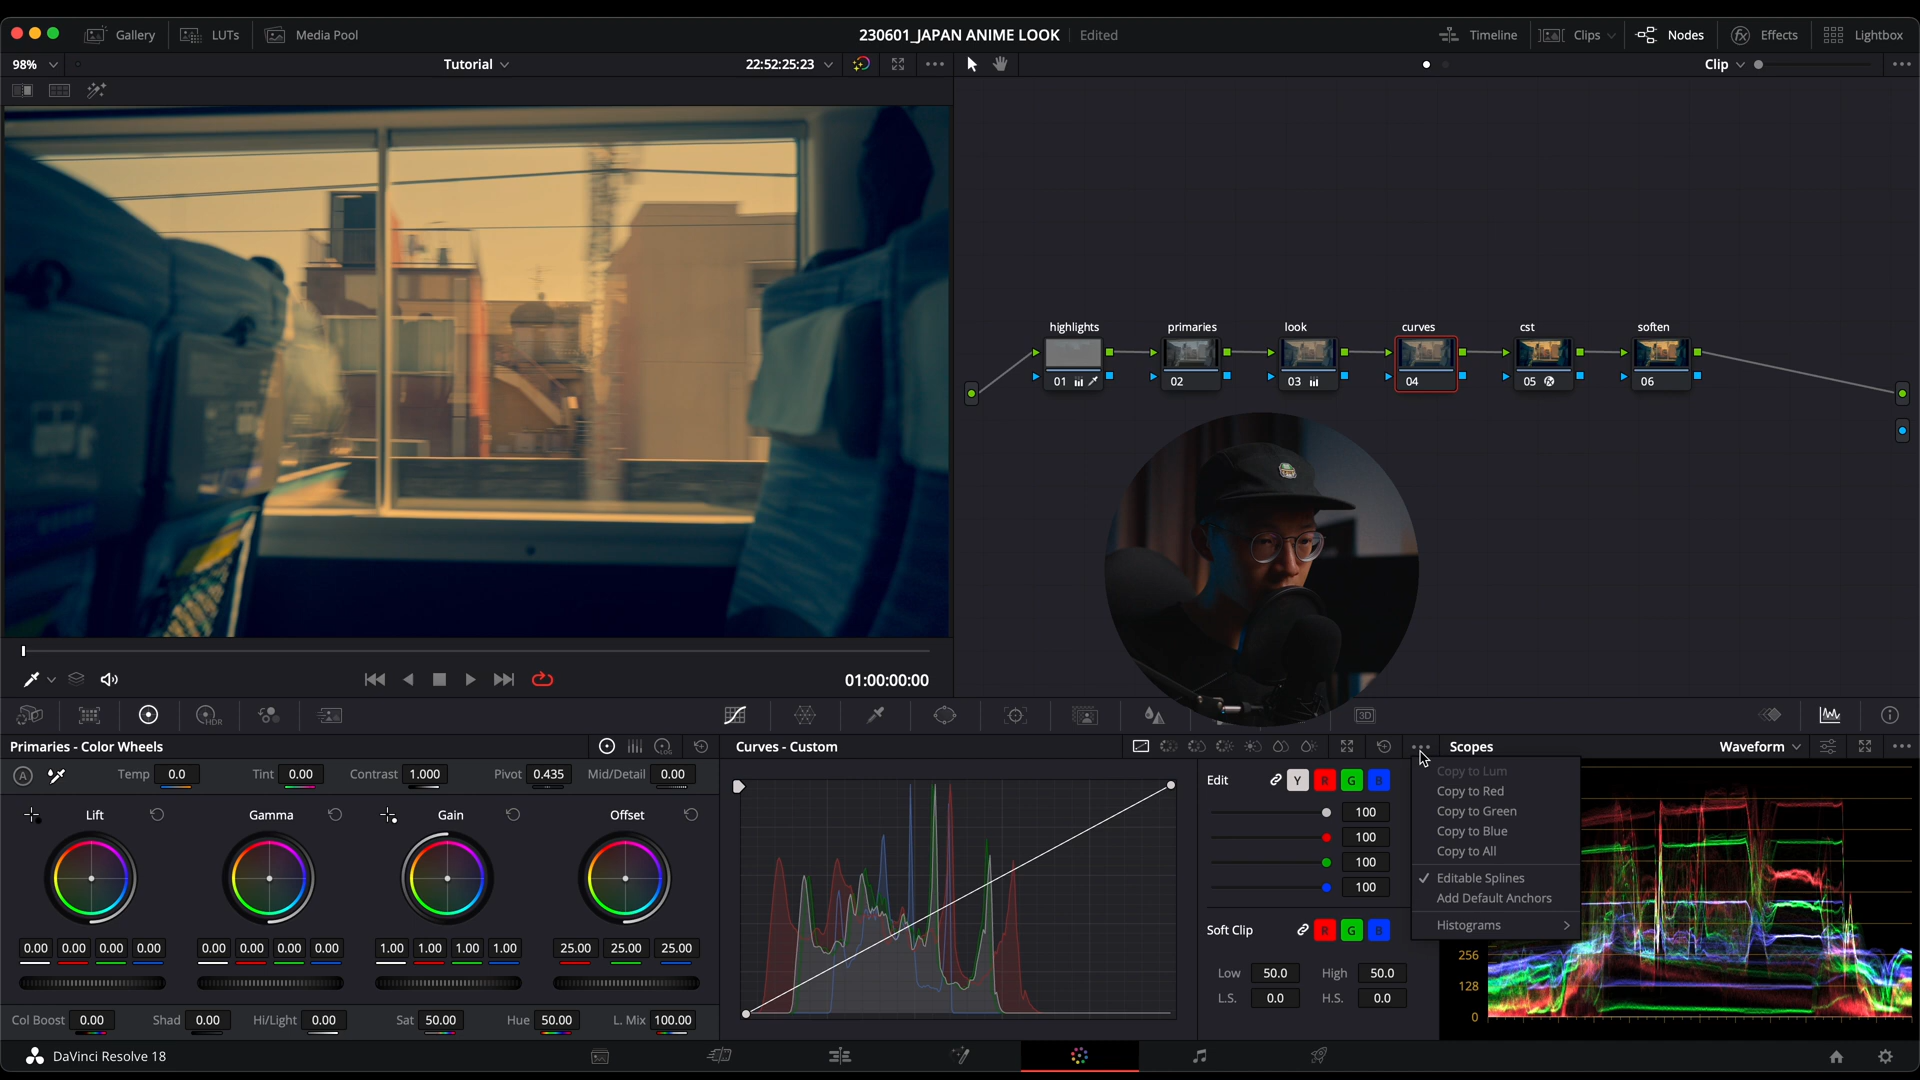 Gallery LUTs Media Pool 230601_JAPAN ANIME LOOK Edited Timeline Clips Nodes Effects Lightbox
98% Tutorial 22:52:25:23 Clip
highlights primaries look curves cst soften
01 02 03 04 05 06
01:00:00:00
HDR 3D
Primaries - Color Wheels LOG Curves - Custom Scopes Waveform
A Temp 0.0 Tint 0.00 Contrast 1.000 Pivot 0.435 Mid/Detail 0.00
Edit Y R G B
Lift Gamma Gain Offset
100
100
100
100
Copy to Lum
Copy to Red
Copy to Green
Copy to Blue
Copy to All
Editable Splines
Add Default Anchors
Histograms
Soft Clip R G B
0.00 0.00 0.00 0.00 0.00 0.00 0.00 0.00 1.00 1.00 1.00 1.00 25.00 25.00 25.00
Low 50.0 High 50.0
L.S. 0.0 H.S. 0.0
256
128
0
Col Boost 0.00 Shad 0.00 Hi/Light 0.00 Sat 50.00 Hue 50.00 L. Mix 100.00
DaVinci Resolve 18